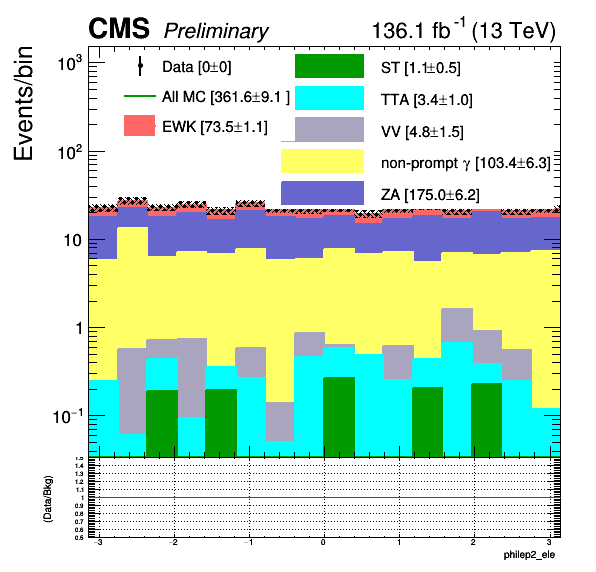 CMS Preliminary 136.1 fb⁻¹ (13 TeV)
Events/bin
10³
10²
10
1
10⁻¹
Data [0±0]
All MC [361.6±9.1 ]
EWK [73.5±1.1]
ST [1.1±0.5]
TTA [3.4±1.0]
VV [4.8±1.5]
non-prompt γ [103.4±6.3]
ZA [175.0±6.2]
(Data/Bkg)
1.5
1.4
1.3
1.2
1.1
1
0.9
0.8
0.7
0.6
0.5
−3 −2 −1 0 1 2 3
philep2_ele